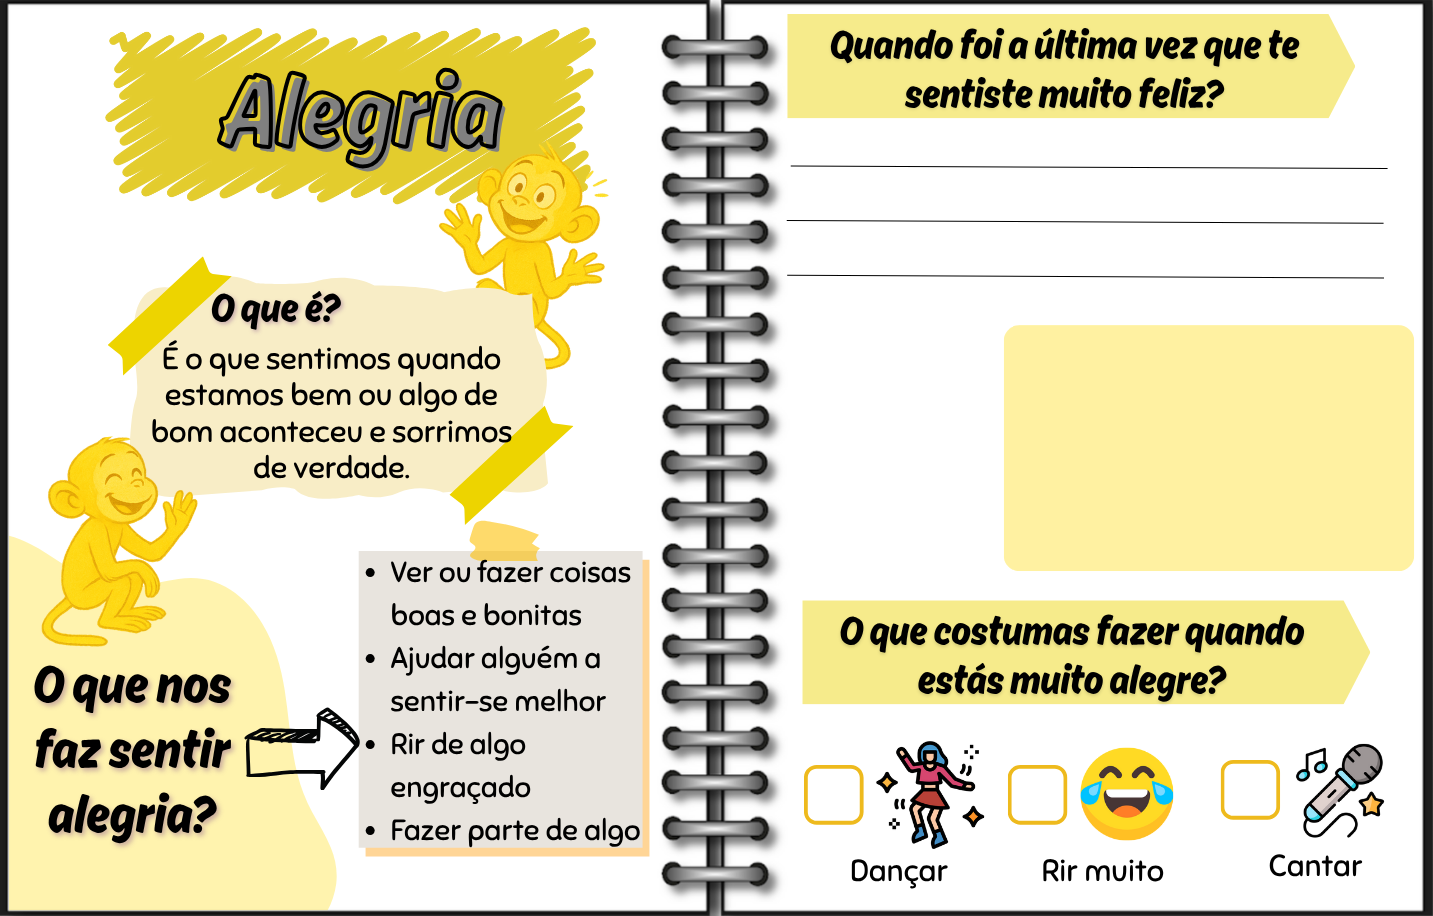 Alegria
O que é?
É o que sentimos quando
estamos bem ou algo de
bom aconteceu e sorrimos
de verdade.
O que nos
faz sentir
alegria?
• Ver ou fazer coisas
boas e bonitas
• Ajudar alguém a
sentir-se melhor
• Rir de algo
engraçado
• Fazer parte de algo
Quando foi a última vez que te
sentiste muito feliz?
O que costumas fazer quando
estás muito alegre?
Dançar
Rir muito
Cantar